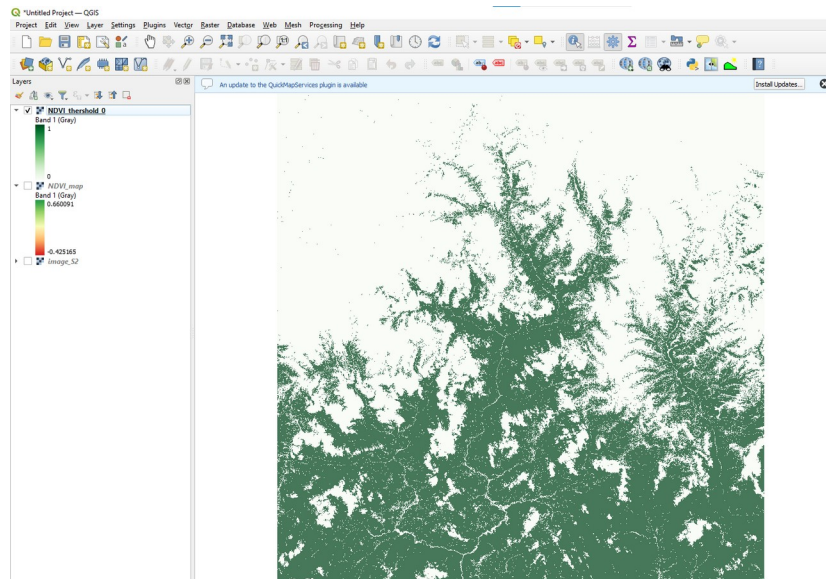 *Untitled Project — QGIS
Project Edit View Layer Settings Plugins Vector Raster Database Web Mesh Processing Help
Layers
An update to the QuickMapServices plugin is available
Install Updates...
NDVI_thershold_0
Band 1 (Gray)
1
0
NDVI_map
Band 1 (Gray)
0.660091
-0.425165
image_S2